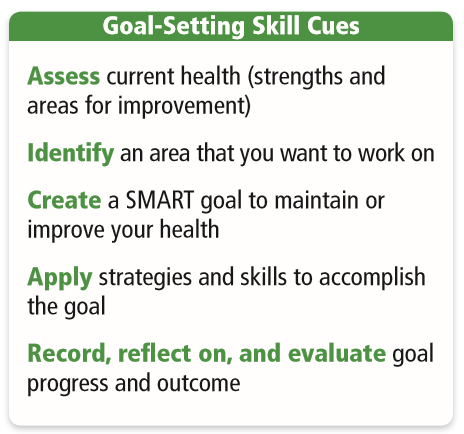 Goal-Setting Skill Cues
Assess current health (strengths and
areas for improvement)
Identify an area that you want to work on
Create a SMART goal to maintain or
improve your health
Apply strategies and skills to accomplish
the goal
Record, reflect on, and evaluate goal
progress and outcome